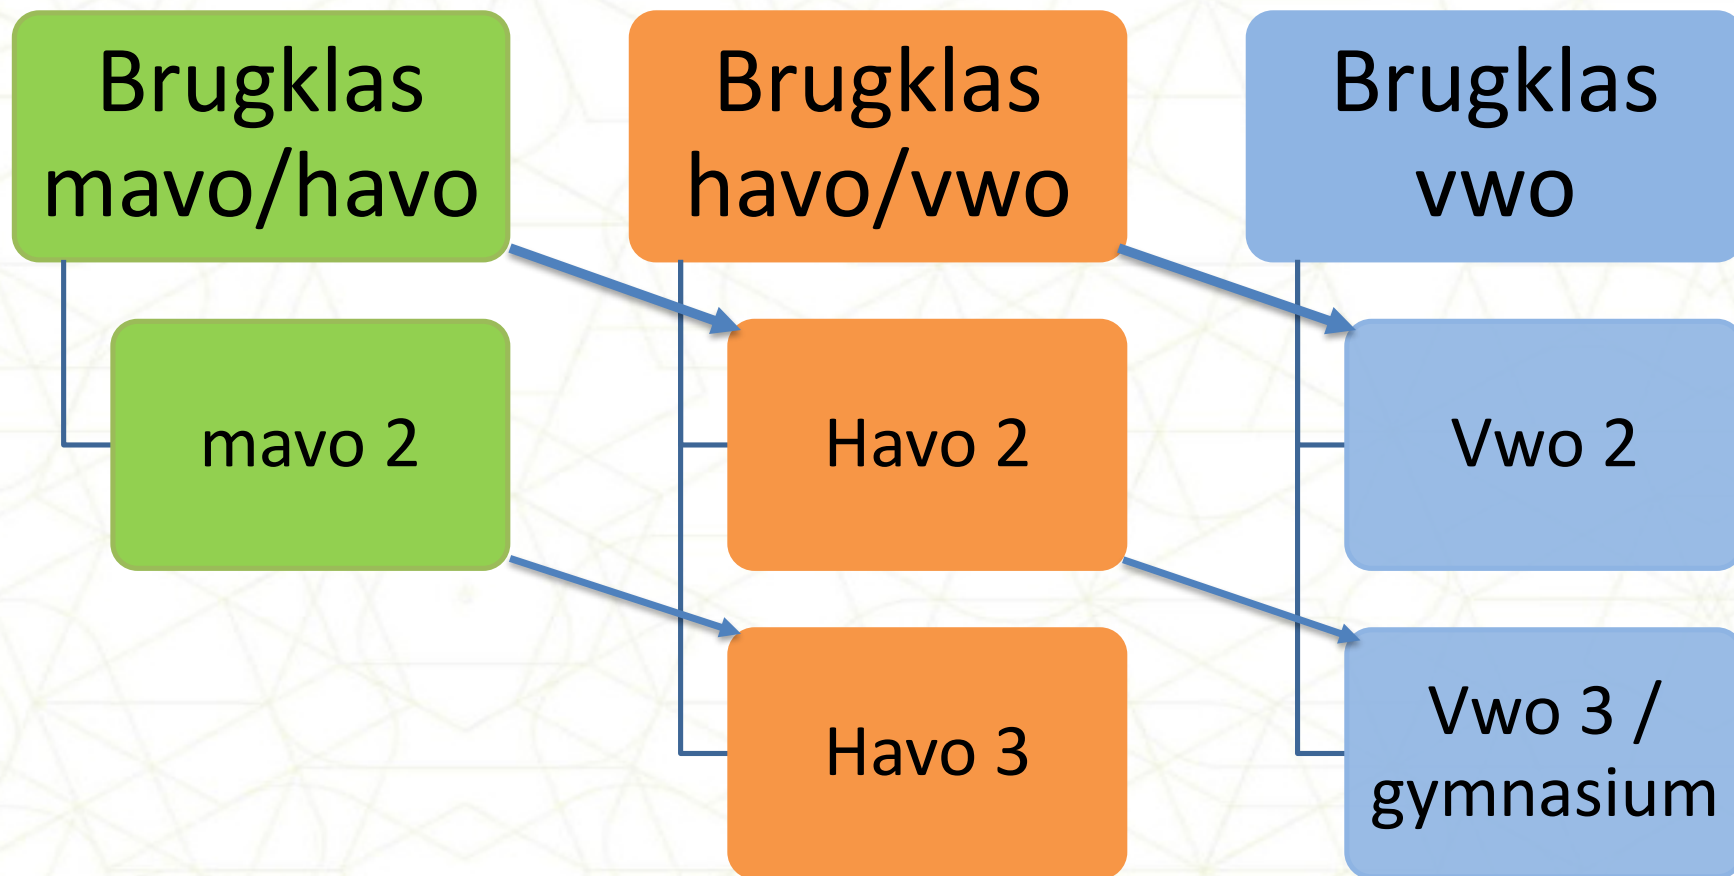 Brugklas
mavo/havo
Brugklas
havo/vwo
Brugklas
vwo
mavo 2
Havo 2
Vwo 2
Havo 3
Vwo 3 /
gymnasium